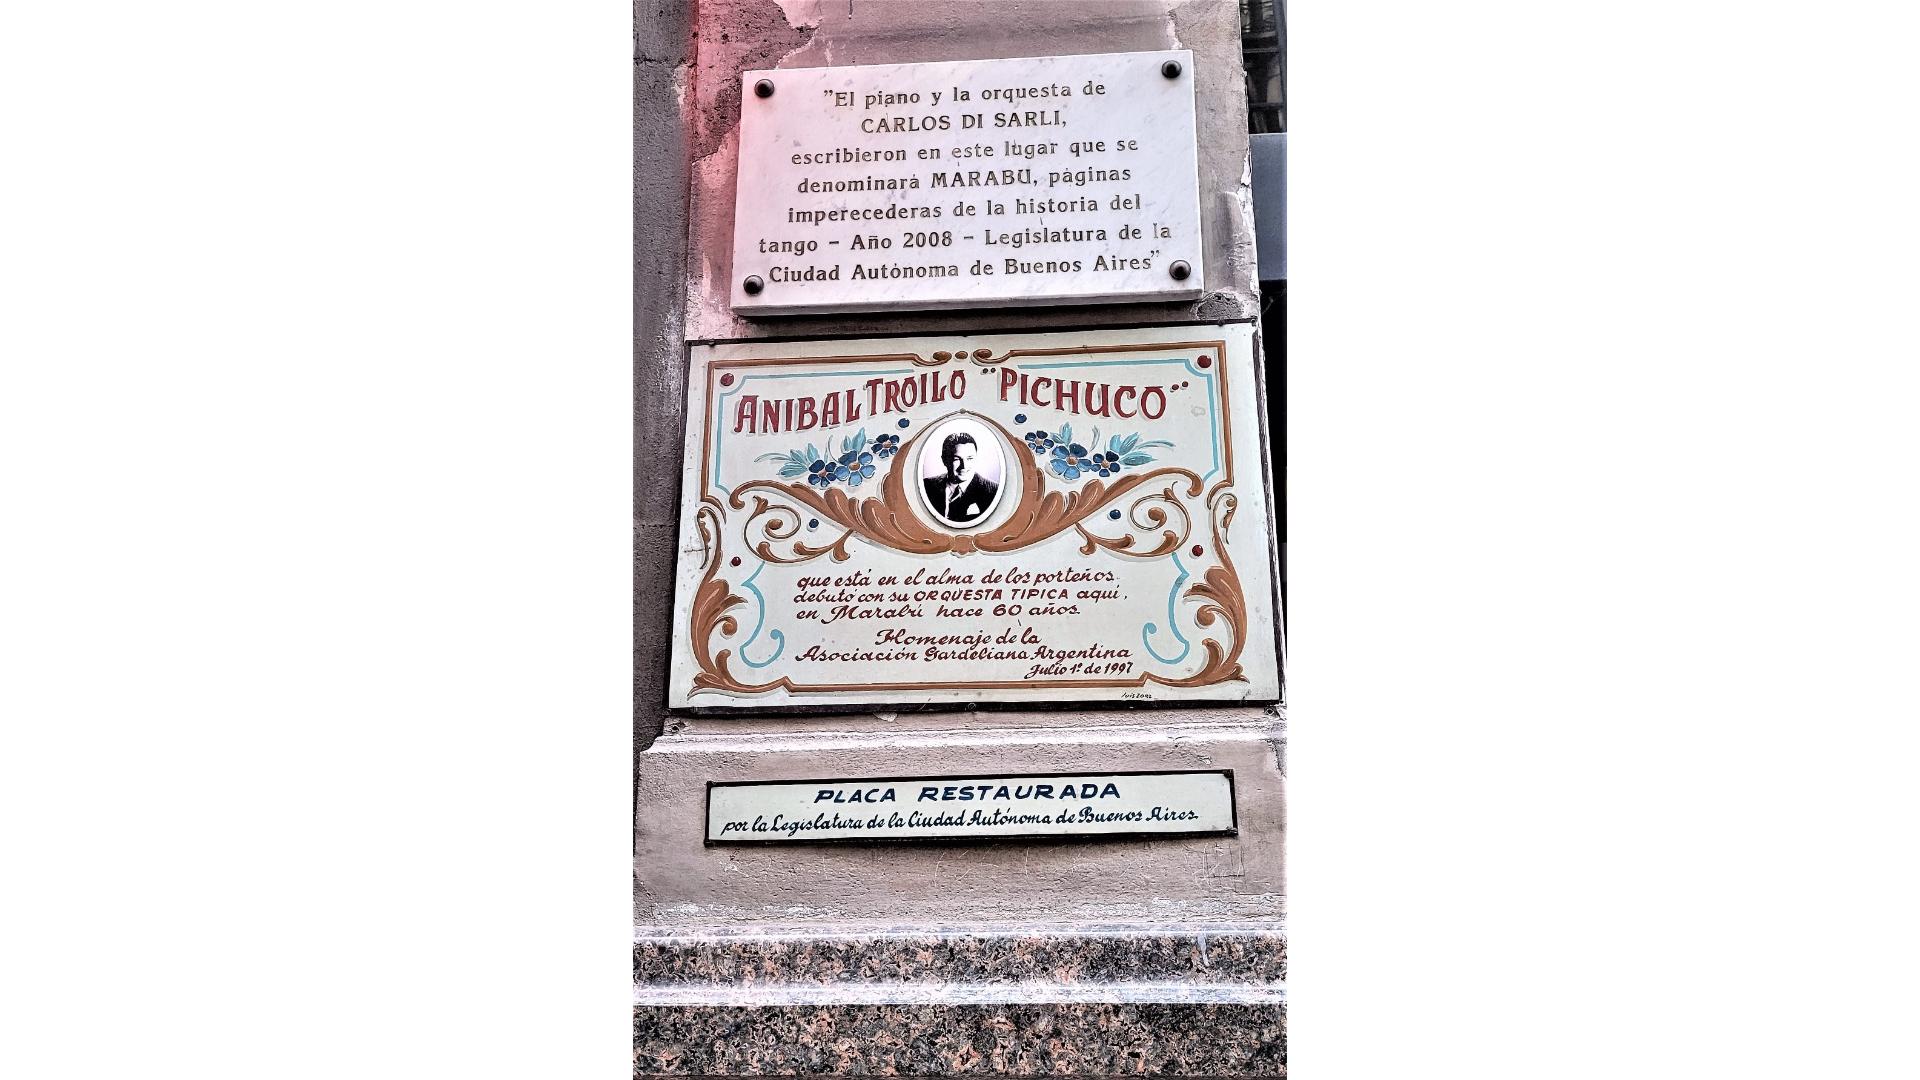 "El piano y la orquesta de
CARLOS DI SARLI,
escribieron en este lugar que se
denominará MARABU, páginas
imperecederas de la historia del
tango - Año 2008 - Legislatura de la
Ciudad Autónoma de Buenos Aires"
ANIBAL TROILO "PICHUCO"
que está en el alma de los porteños
debutó con su ORQUESTA TIPICA aquí,
en Marabú hace 60 años.
Homenaje de la
Asociación Gardeliana Argentina
Julio 1º de 1997
PLACA RESTAURADA
por la Legislatura de la Ciudad Autónoma de Buenos Aires